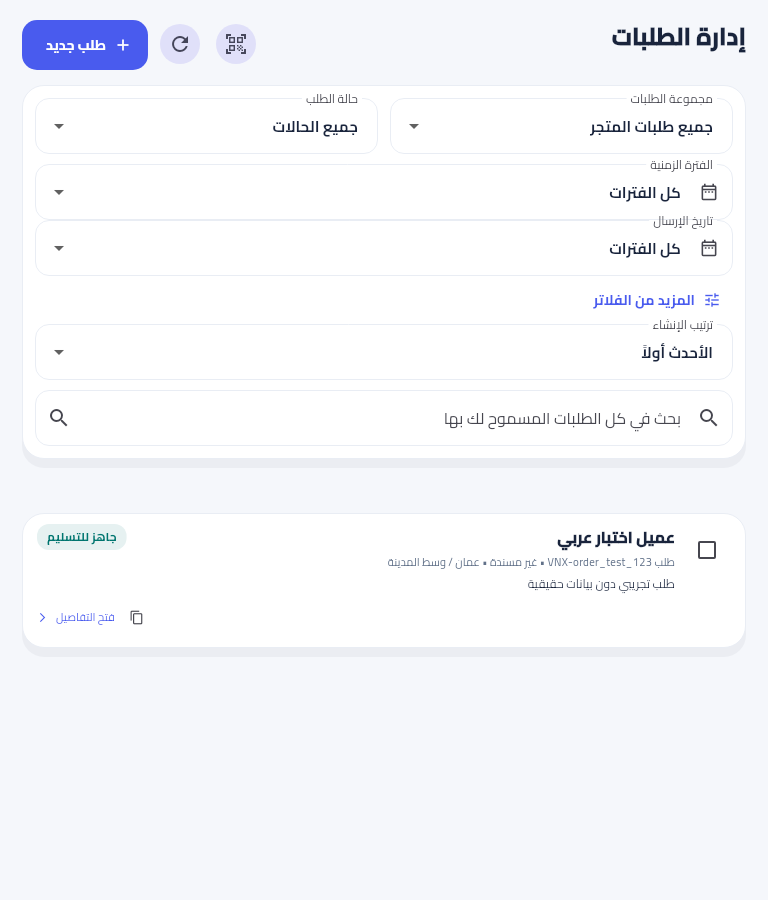 إدارة الطلبات
طلب جديد
مجموعة الطلبات
جميع طلبات المتجر
حالة الطلب
جميع الحالات
الفترة الزمنية
كل الفترات
تاريخ الإرسال
كل الفترات
المزيد من الفلاتر
ترتيب الإنشاء
الأحدث أولاً
بحث في كل الطلبات المسموح لك بها
عميل اختبار عربي
جاهز للتسليم
طلب VNX-order_test_123 • غير مسندة • عمان / وسط المدينة
طلب تجريبي دون بيانات حقيقية
فتح التفاصيل